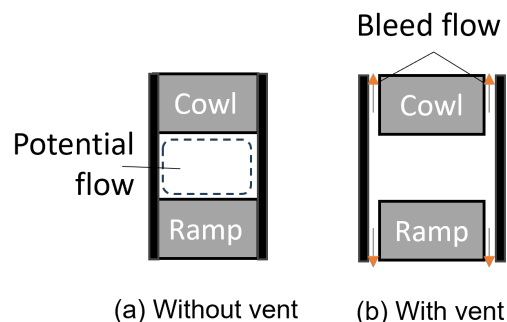 Bleed flow
Cowl
Cowl
Potential
flow
Ramp
Ramp
(a) Without vent
(b) With vent